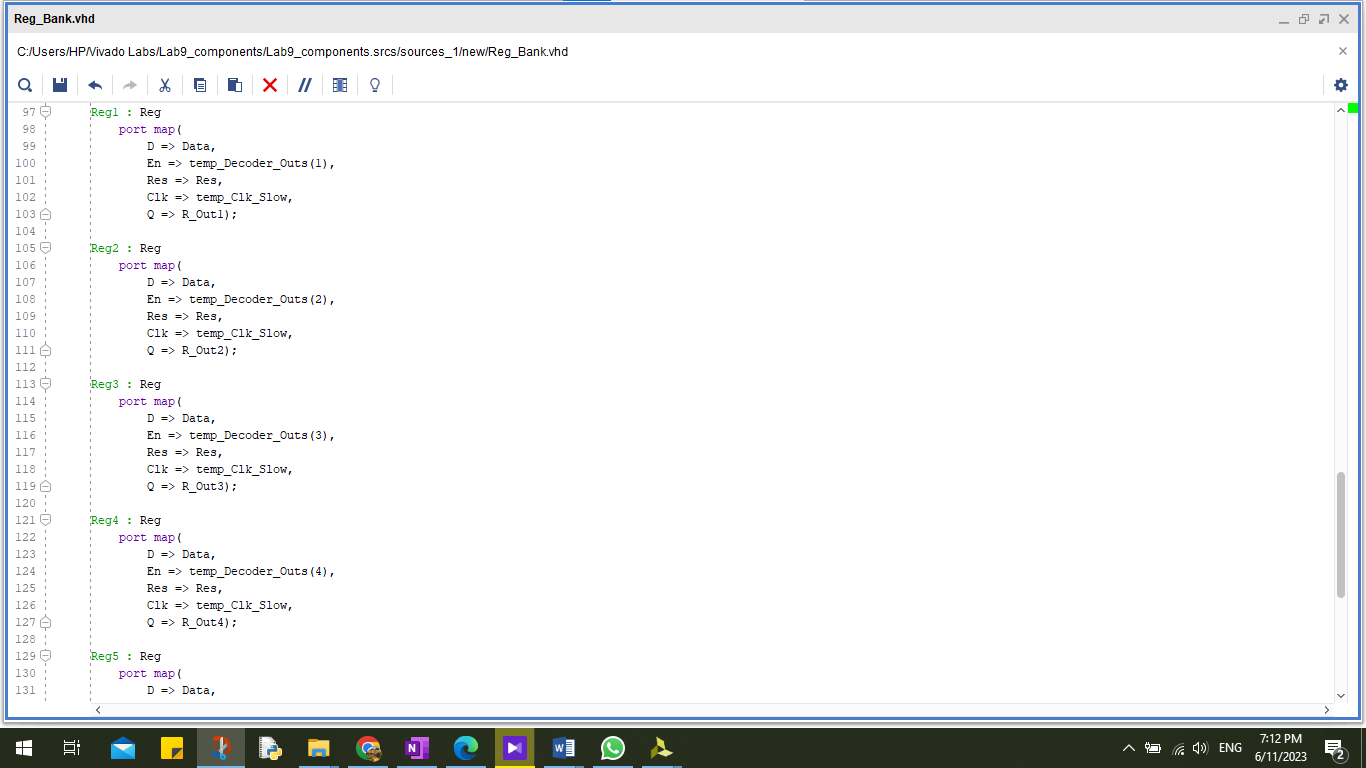 Reg_Bank.vhd
C:/Users/HP/Vivado Labs/Lab9_components/Lab9_components.srcs/sources_1/new/Reg_Bank.vhd
97 Reg1 : Reg
98 port map(
99 D => Data,
100 En => temp_Decoder_Outs(1),
101 Res => Res,
102 Clk => temp_Clk_Slow,
103 Q => R_Out1);
104
105 Reg2 : Reg
106 port map(
107 D => Data,
108 En => temp_Decoder_Outs(2),
109 Res => Res,
110 Clk => temp_Clk_Slow,
111 Q => R_Out2);
112
113 Reg3 : Reg
114 port map(
115 D => Data,
116 En => temp_Decoder_Outs(3),
117 Res => Res,
118 Clk => temp_Clk_Slow,
119 Q => R_Out3);
120
121 Reg4 : Reg
122 port map(
123 D => Data,
124 En => temp_Decoder_Outs(4),
125 Res => Res,
126 Clk => temp_Clk_Slow,
127 Q => R_Out4);
128
129 Reg5 : Reg
130 port map(
131 D => Data,
N
W
ENG
7:12 PM
6/11/2023
2